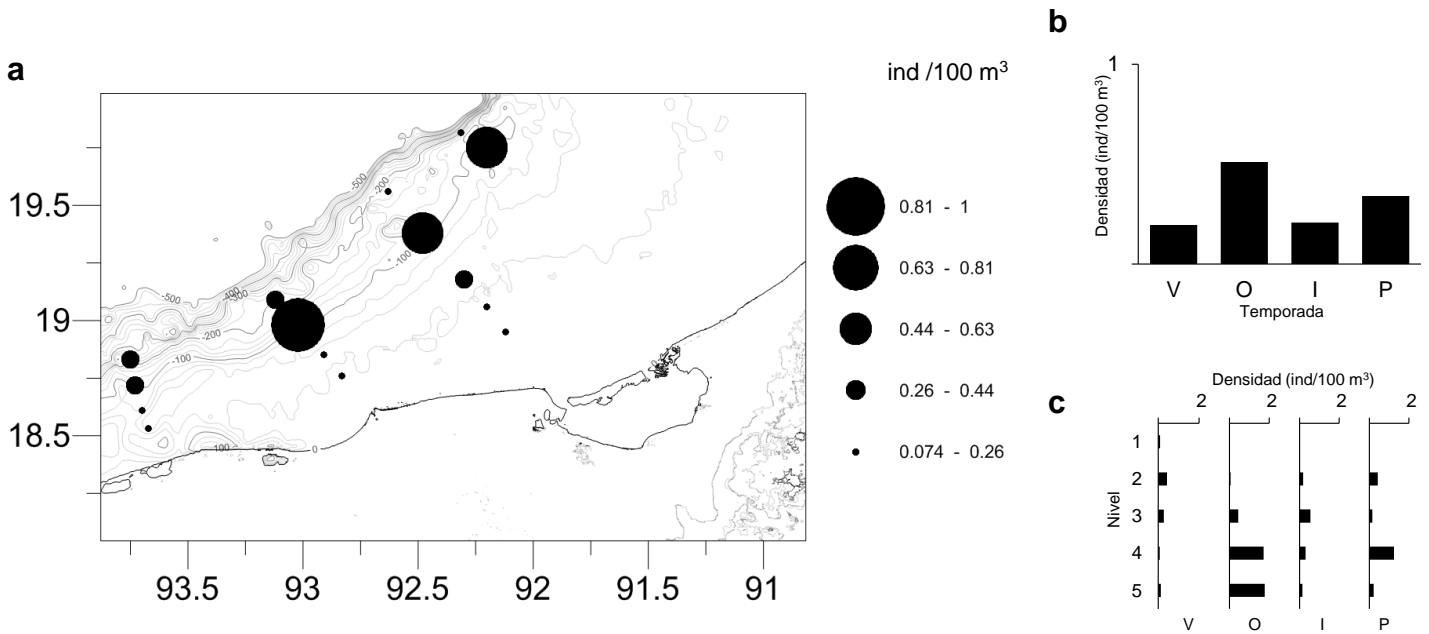 a
ind /100 m³
-500
-200
-100
-500
-400
-300
-200
-100
100
0
19.5
19
18.5
93.5 93 92.5 92 91.5 91
0.81 - 1
0.63 - 0.81
0.44 - 0.63
0.26 - 0.44
0.074 - 0.26
b
1
Densidad (ind/100 m³)
V O I P
Temporada
c
Densidad (ind/100 m³)
2 2 2 2
Nivel
1
2
3
4
5
V O I P